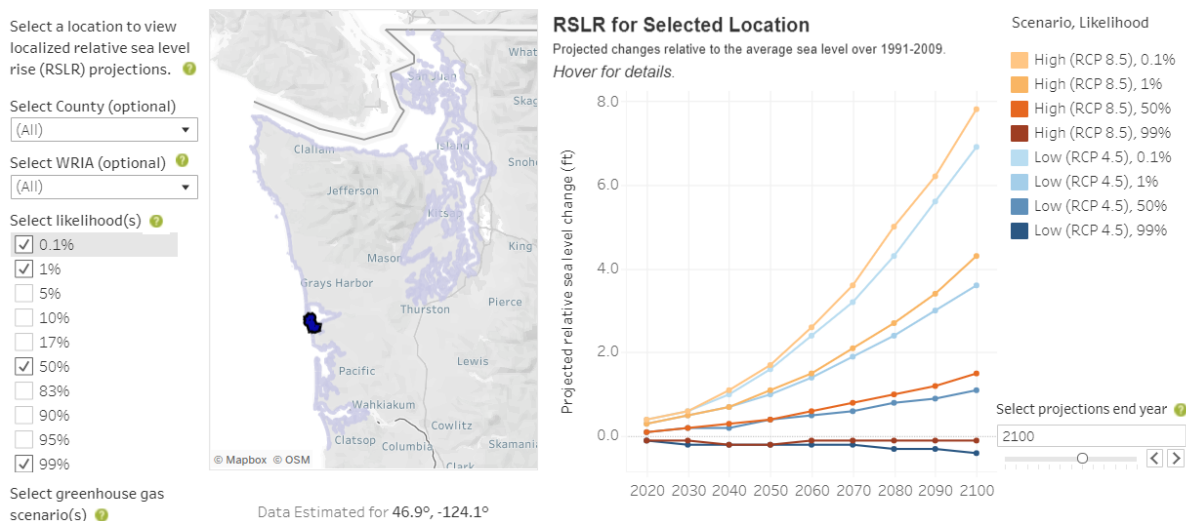 Select a location to view
localized relative sea level
rise (RSLR) projections.
Select County (optional)
(All)
Select WRIA (optional)
(All)
Select likelihood(s)
0.1%
1%
5%
10%
17%
50%
83%
90%
95%
99%
Select greenhouse gas
scenario(s)
What
San Juan
Skag
Clallam
Island
Snoh
Jefferson
Kitsap
King
Mason
Grays Harbor
Pierce
Thurston
Lewis
Pacific
Wahkiakum
Cowlitz
Clatsop
Columbia
Skamani
Clark
© Mapbox © OSM
Data Estimated for 46.9°, -124.1°
RSLR for Selected Location
Projected changes relative to the average sea level over 1991-2009.
Hover for details.
Projected relative sea level change (ft)
8.0
6.0
4.0
2.0
0.0
2020 2030 2040 2050 2060 2070 2080 2090 2100
Scenario, Likelihood
High (RCP 8.5), 0.1%
High (RCP 8.5), 1%
High (RCP 8.5), 50%
High (RCP 8.5), 99%
Low (RCP 4.5), 0.1%
Low (RCP 4.5), 1%
Low (RCP 4.5), 50%
Low (RCP 4.5), 99%
Select projections end year
2100